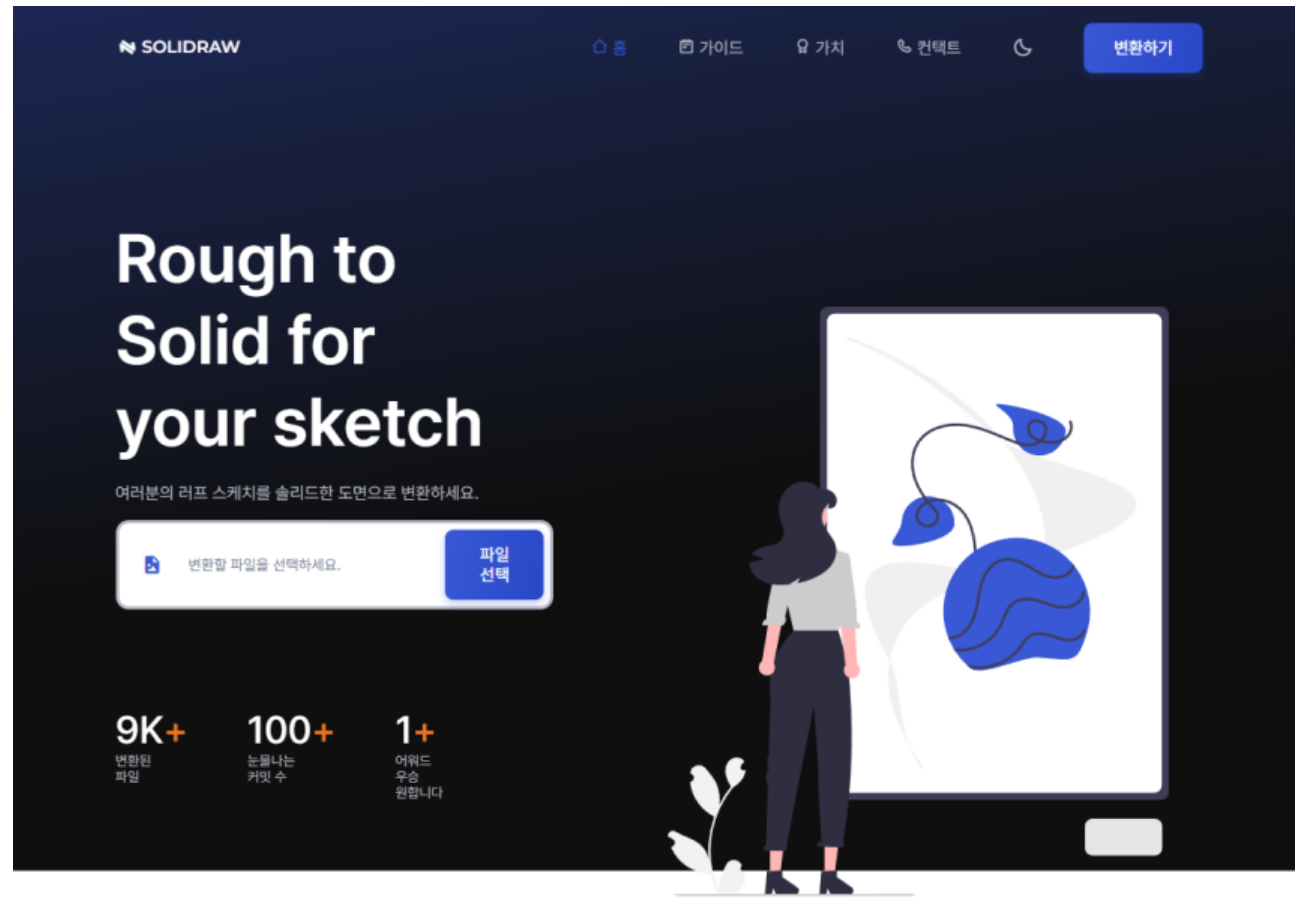 SOLIDRAW
홈
가이드
가치
컨택트
변환하기
Rough to
Solid for
your sketch
여러분의 러프 스케치를 솔리드한 도면으로 변환하세요.
변환할 파일을 선택하세요.
파일
선택
9K+
변환된
파일
100+
눈물나는
커밋 수
1+
어워드
우승
원합니다